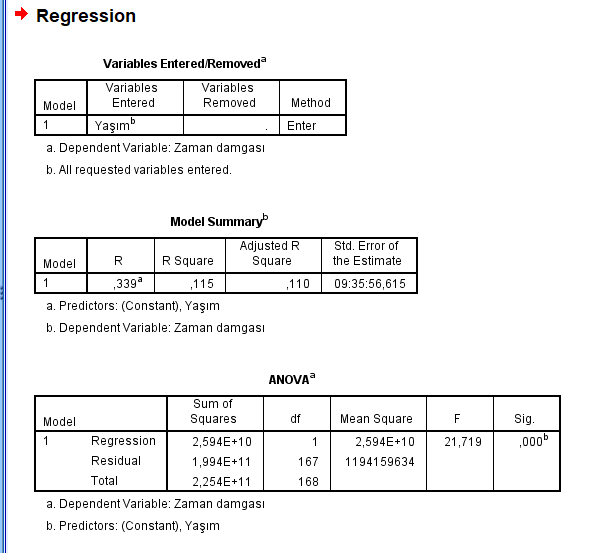 Regression
Variables Entered/Removedᵃ
Model Variables Entered Variables Removed Method
1 Yaşımᵇ . Enter
a. Dependent Variable: Zaman damgası
b. All requested variables entered.
Model Summaryᵇ
Model R R Square Adjusted R Square Std. Error of the Estimate
1 ,339ᵃ ,115 ,110 09:35:56,615
a. Predictors: (Constant), Yaşım
b. Dependent Variable: Zaman damgası
ANOVAᵃ
Model Sum of Squares df Mean Square F Sig.
1 Regression 2,594E+10 1 2,594E+10 21,719 ,000ᵇ
Residual 1,994E+11 167 1194159634
Total 2,254E+11 168
a. Dependent Variable: Zaman damgası
b. Predictors: (Constant), Yaşım